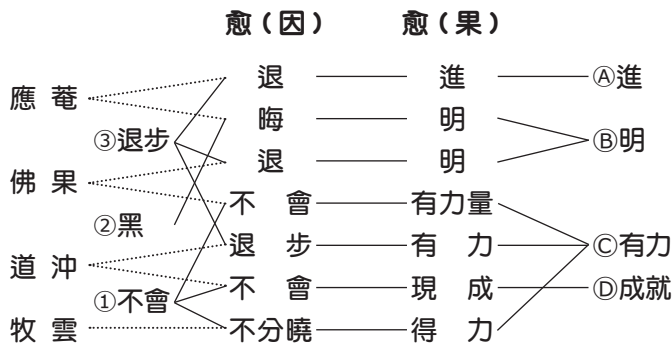 愈(因) 愈(果)
退 進 Ⓐ進
應菴
晦 明
③退步 Ⓑ明
退 明
佛果
不會 有力量
②黑
退步 有力 Ⓒ有力
道沖
不會 現成 Ⓓ成就
①不會
牧雲 不分曉 得力